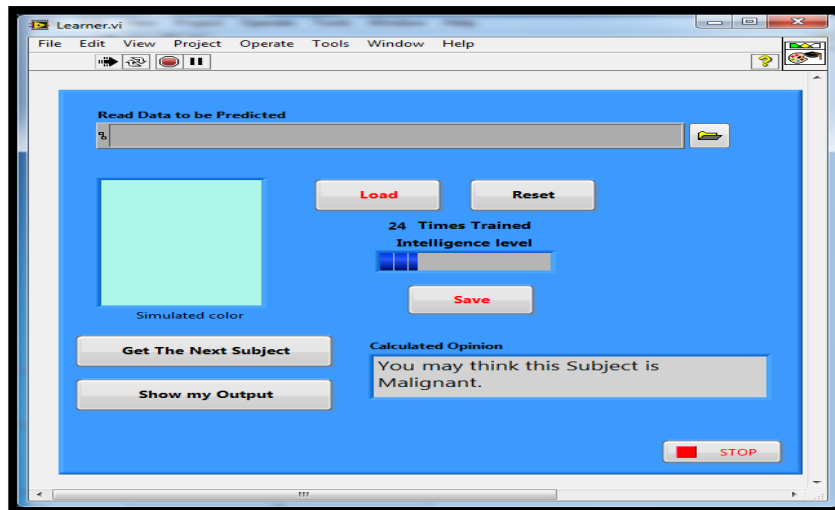 Learner.vi
File Edit View Project Operate Tools Window Help
Read Data to be Predicted
Load Reset
24 Times Trained
Intelligence level
Simulated color
Save
Get The Next Subject
Calculated Opinion
You may think this Subject is
Malignant.
Show my Output
STOP